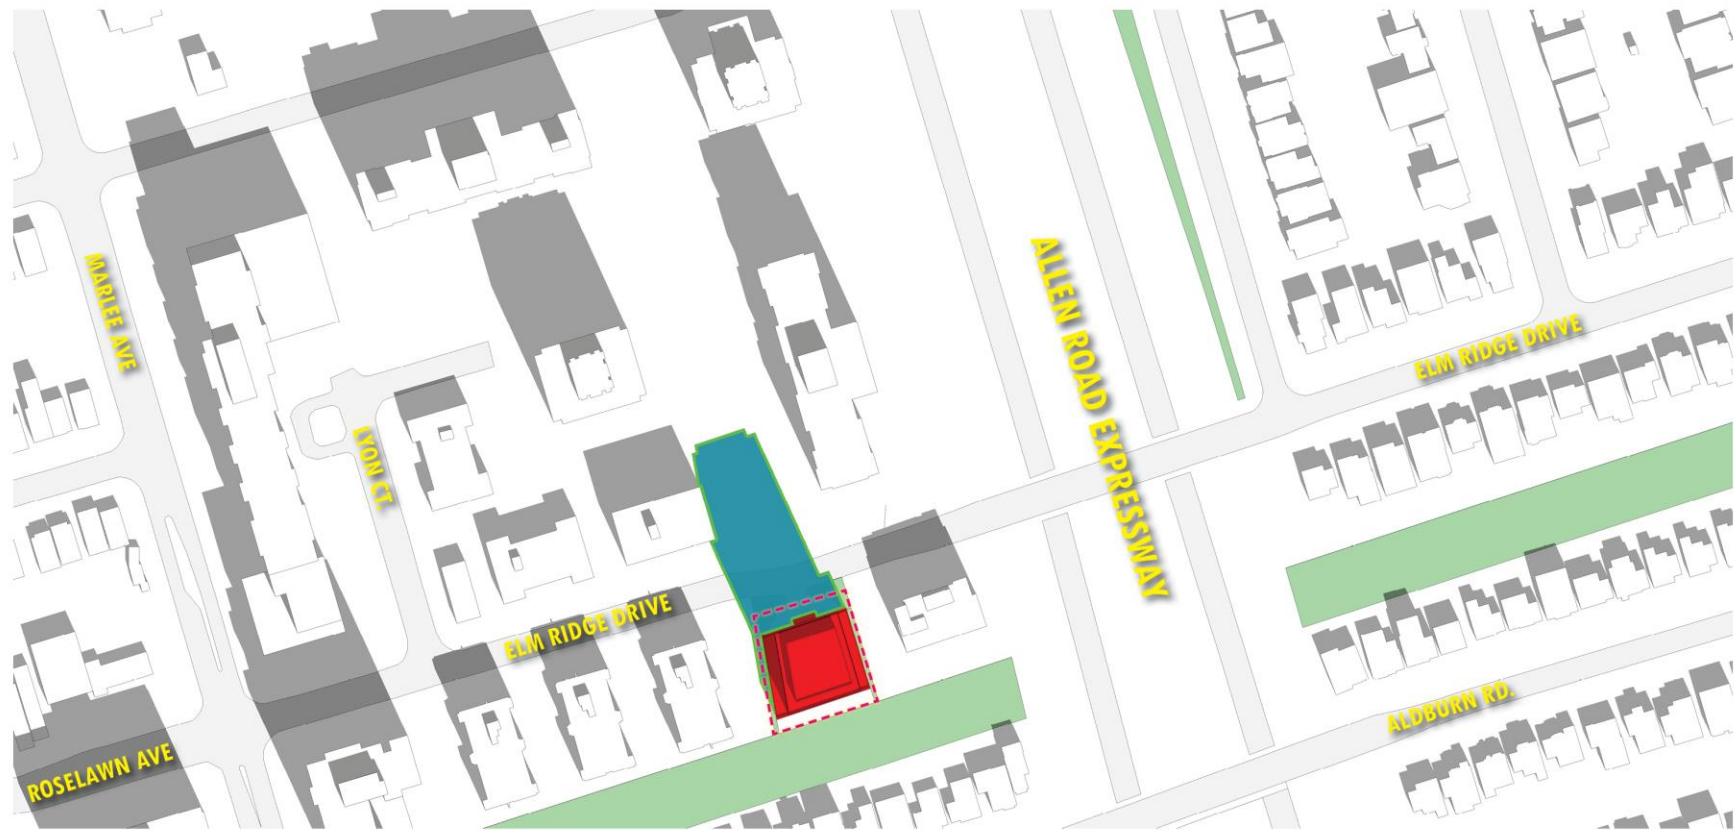 MARLEE AVE
ALLEN ROAD EXPRESSWAY
ELM RIDGE DRIVE
LYON CT.
ELM RIDGE DRIVE
ALDBURN RD.
ROSELAWN AVE